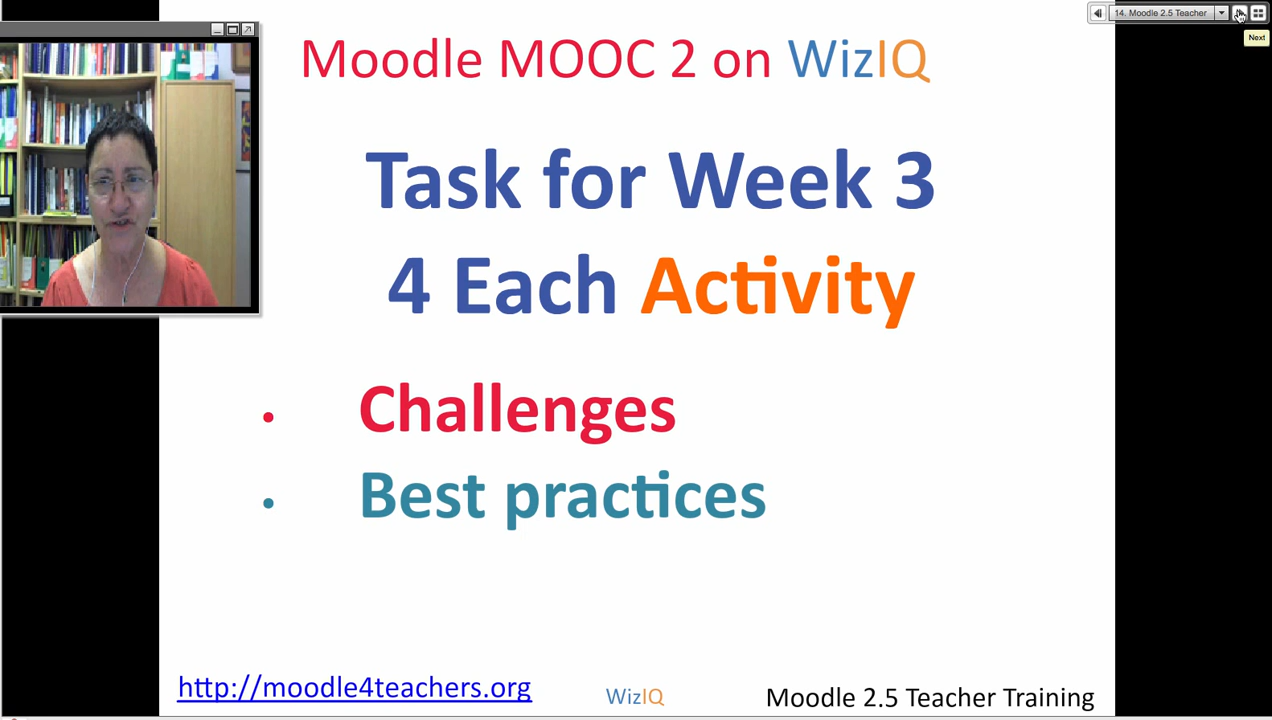 14. Moodle 2.5 Teacher
Next
Moodle MOOC 2 on WizIQ
Task for Week 3
4 Each Activity
• Challenges
• Best practices
http://moodle4teachers.org
WizIQ
Moodle 2.5 Teacher Training